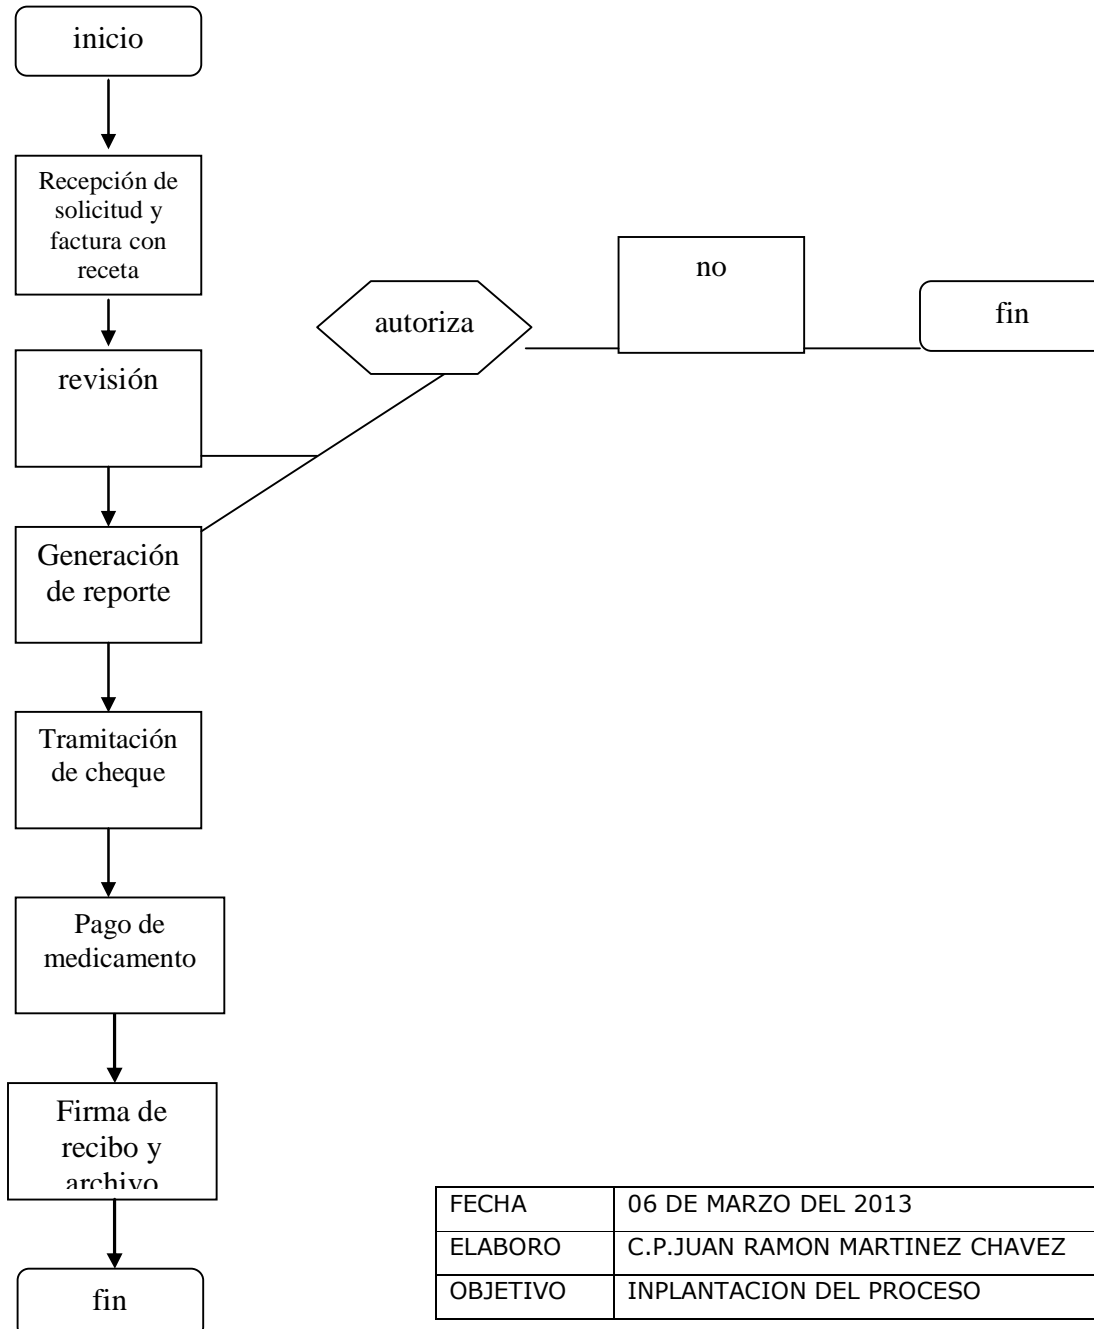 inicio
Recepción de
solicitud y
factura con
receta
no
autoriza
fin
revisión
Generación
de reporte
Tramitación
de cheque
Pago de
medicamento
Firma de
recibo y
archivo
fin
FECHA 06 DE MARZO DEL 2013
ELABORO C.P.JUAN RAMON MARTINEZ CHAVEZ
OBJETIVO INPLANTACION DEL PROCESO